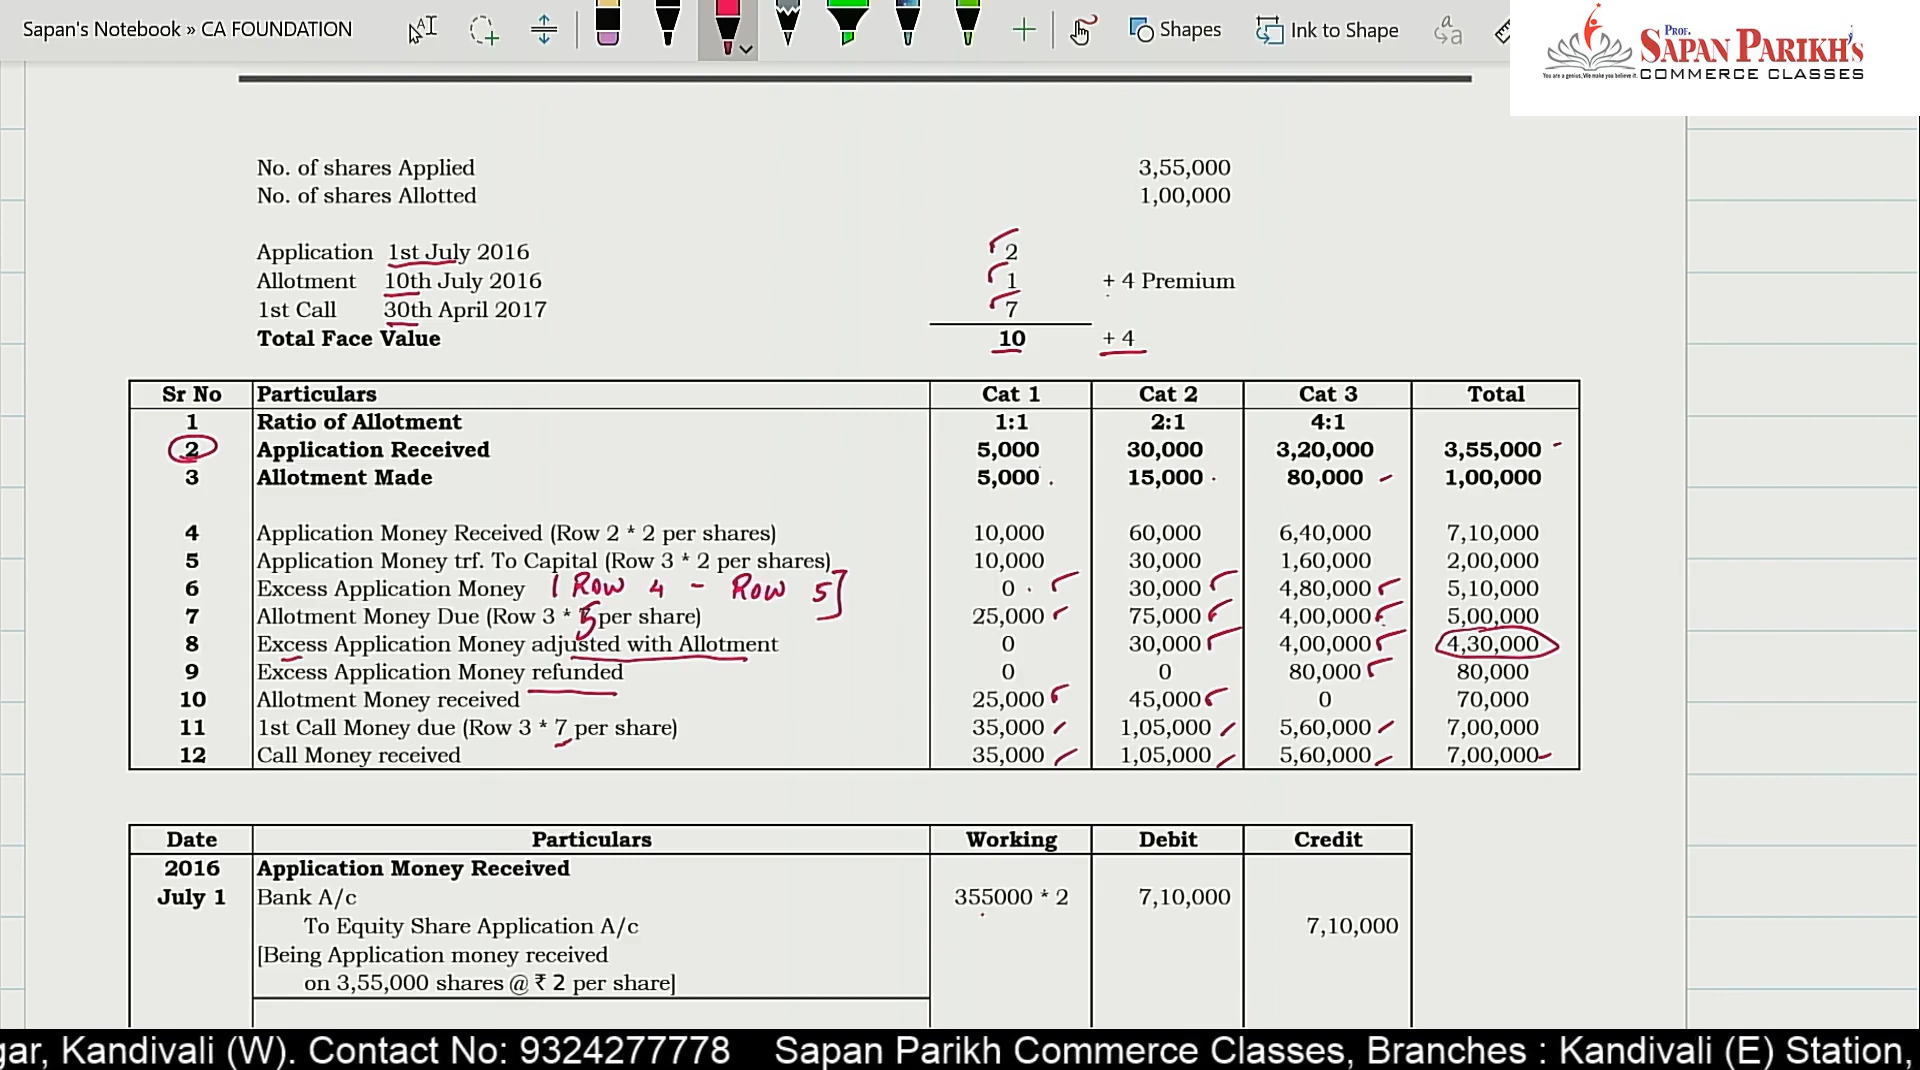 Sapan's Notebook » CA FOUNDATION
Shapes
Ink to Shape
PROF.
SAPAN PARIKH'S
You are a genius, We make you believe it.
COMMERCE CLASSES
No. of shares Applied 3,55,000
No. of shares Allotted 1,00,000
Application 1st July 2016 2
Allotment 10th July 2016 1 + 4 Premium
1st Call 30th April 2017 7
Total Face Value 10 + 4
Sr No Particulars Cat 1 Cat 2 Cat 3 Total
1 Ratio of Allotment 1:1 2:1 4:1
2 Application Received 5,000 30,000 3,20,000 3,55,000
3 Allotment Made 5,000 15,000 80,000 1,00,000
4 Application Money Received (Row 2 * 2 per shares) 10,000 60,000 6,40,000 7,10,000
5 Application Money trf. To Capital (Row 3 * 2 per shares) 10,000 30,000 1,60,000 2,00,000
6 Excess Application Money [Row 4 - Row 5] 0 30,000 4,80,000 5,10,000
7 Allotment Money Due (Row 3 * 5 per share) 25,000 75,000 4,00,000 5,00,000
8 Excess Application Money adjusted with Allotment 0 30,000 4,00,000 4,30,000
9 Excess Application Money refunded 0 0 80,000 80,000
10 Allotment Money received 25,000 45,000 0 70,000
11 1st Call Money due (Row 3 * 7 per share) 35,000 1,05,000 5,60,000 7,00,000
12 Call Money received 35,000 1,05,000 5,60,000 7,00,000
Date Particulars Working Debit Credit
2016 Application Money Received
July 1 Bank A/c 355000 * 2 7,10,000
To Equity Share Application A/c 7,10,000
[Being Application money received
on 3,55,000 shares @ ₹ 2 per share]
gar, Kandivali (W). Contact No: 9324277778 Sapan Parikh Commerce Classes, Branches : Kandivali (E) Station,